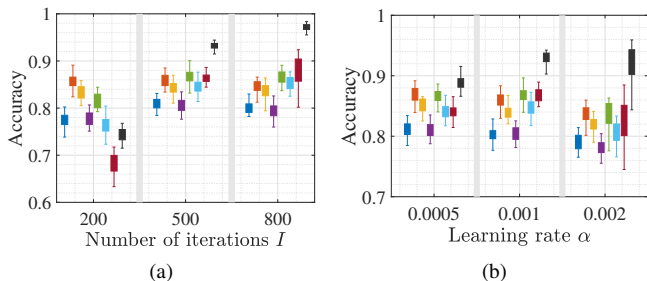 1
0.9
0.8
0.7
0.6
Accuracy
200
500
800
Number of iterations I
(a)
1
0.9
0.8
0.7
Accuracy
0.0005
0.001
0.002
Learning rate α
(b)